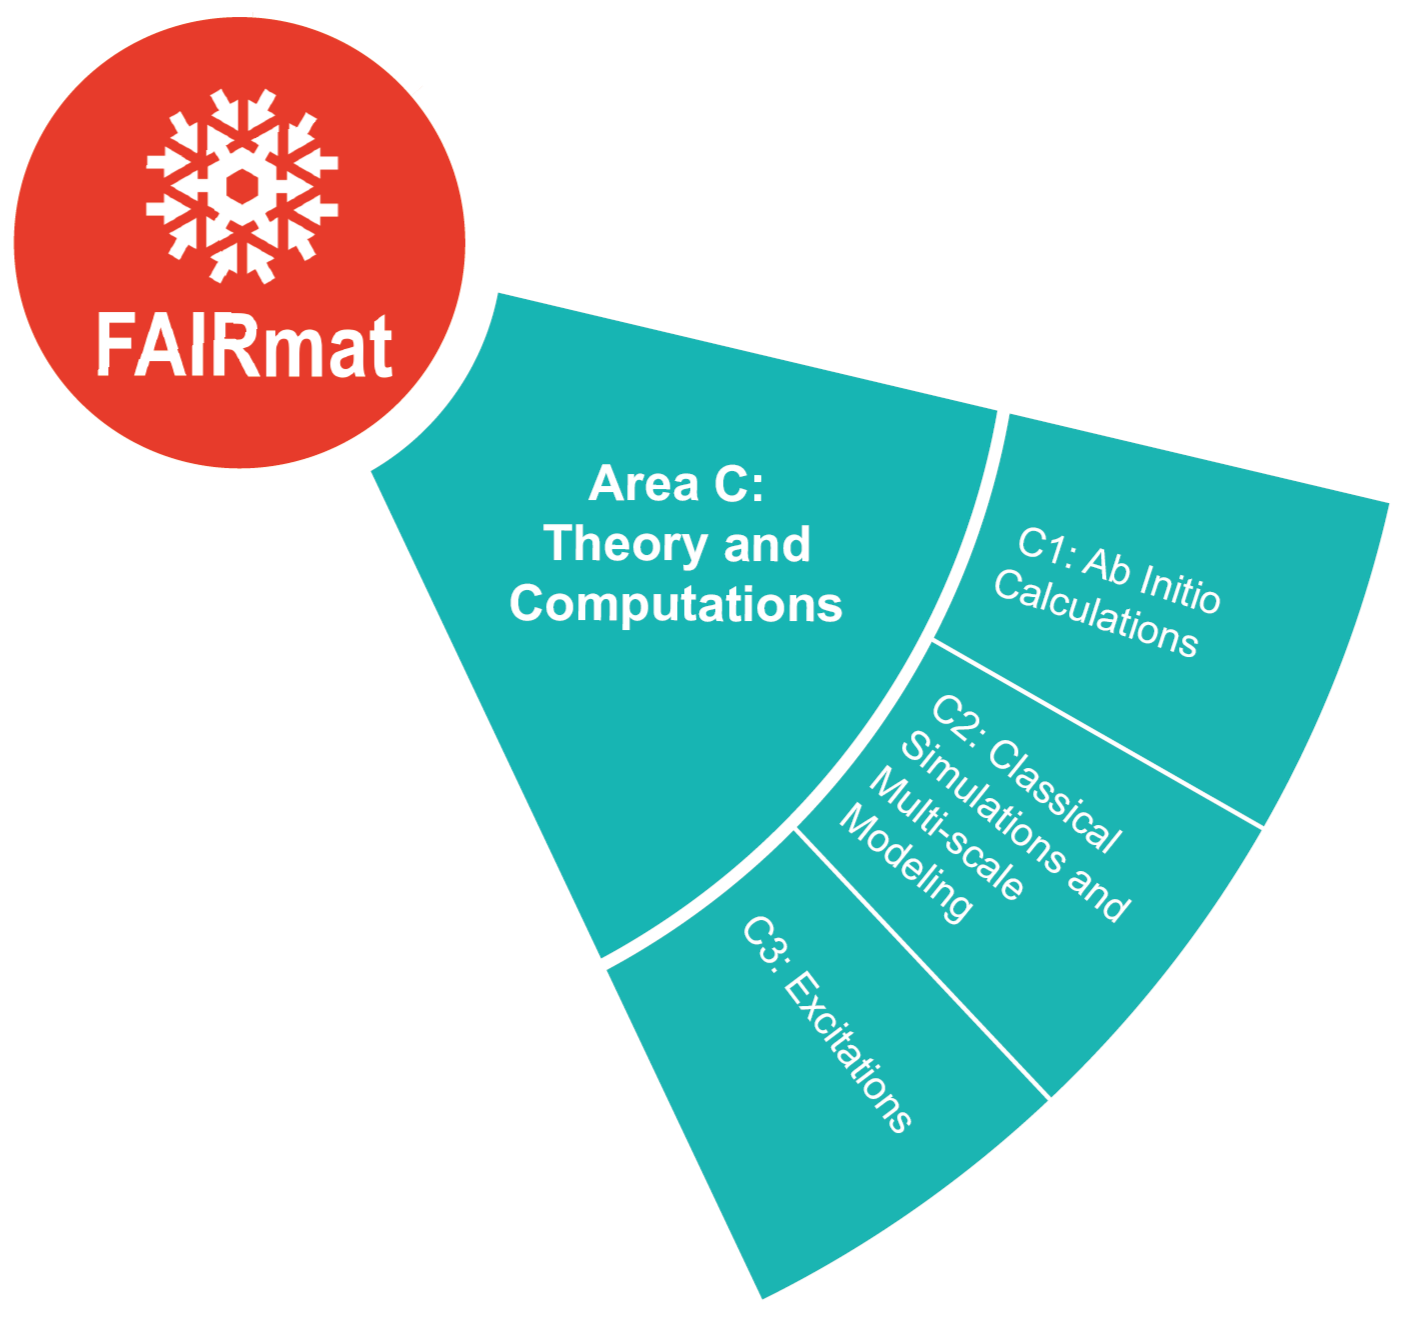 FAIRmat
Area C:
Theory and
Computations
C1: Ab Initio
Calculations
C2: Classical
Simulations and
Multi-scale
Modeling
C3: Excitations